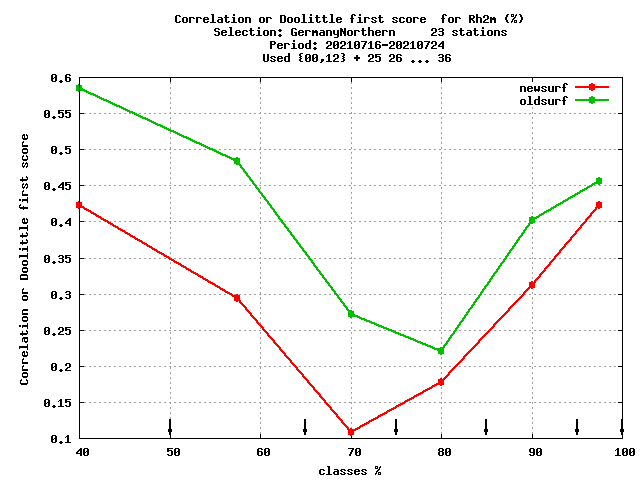 Correlation or Doolittle first score  for Rh2m (%)
Selection: GermanyNorthern     23 stations
Period: 20210716-20210724
Used {00,12} + 25 26 ... 36
newsurf
oldsurf
Correlation or Doolittle first score
0.6
0.55
0.5
0.45
0.4
0.35
0.3
0.25
0.2
0.15
0.1
40 50 60 70 80 90 100
classes %